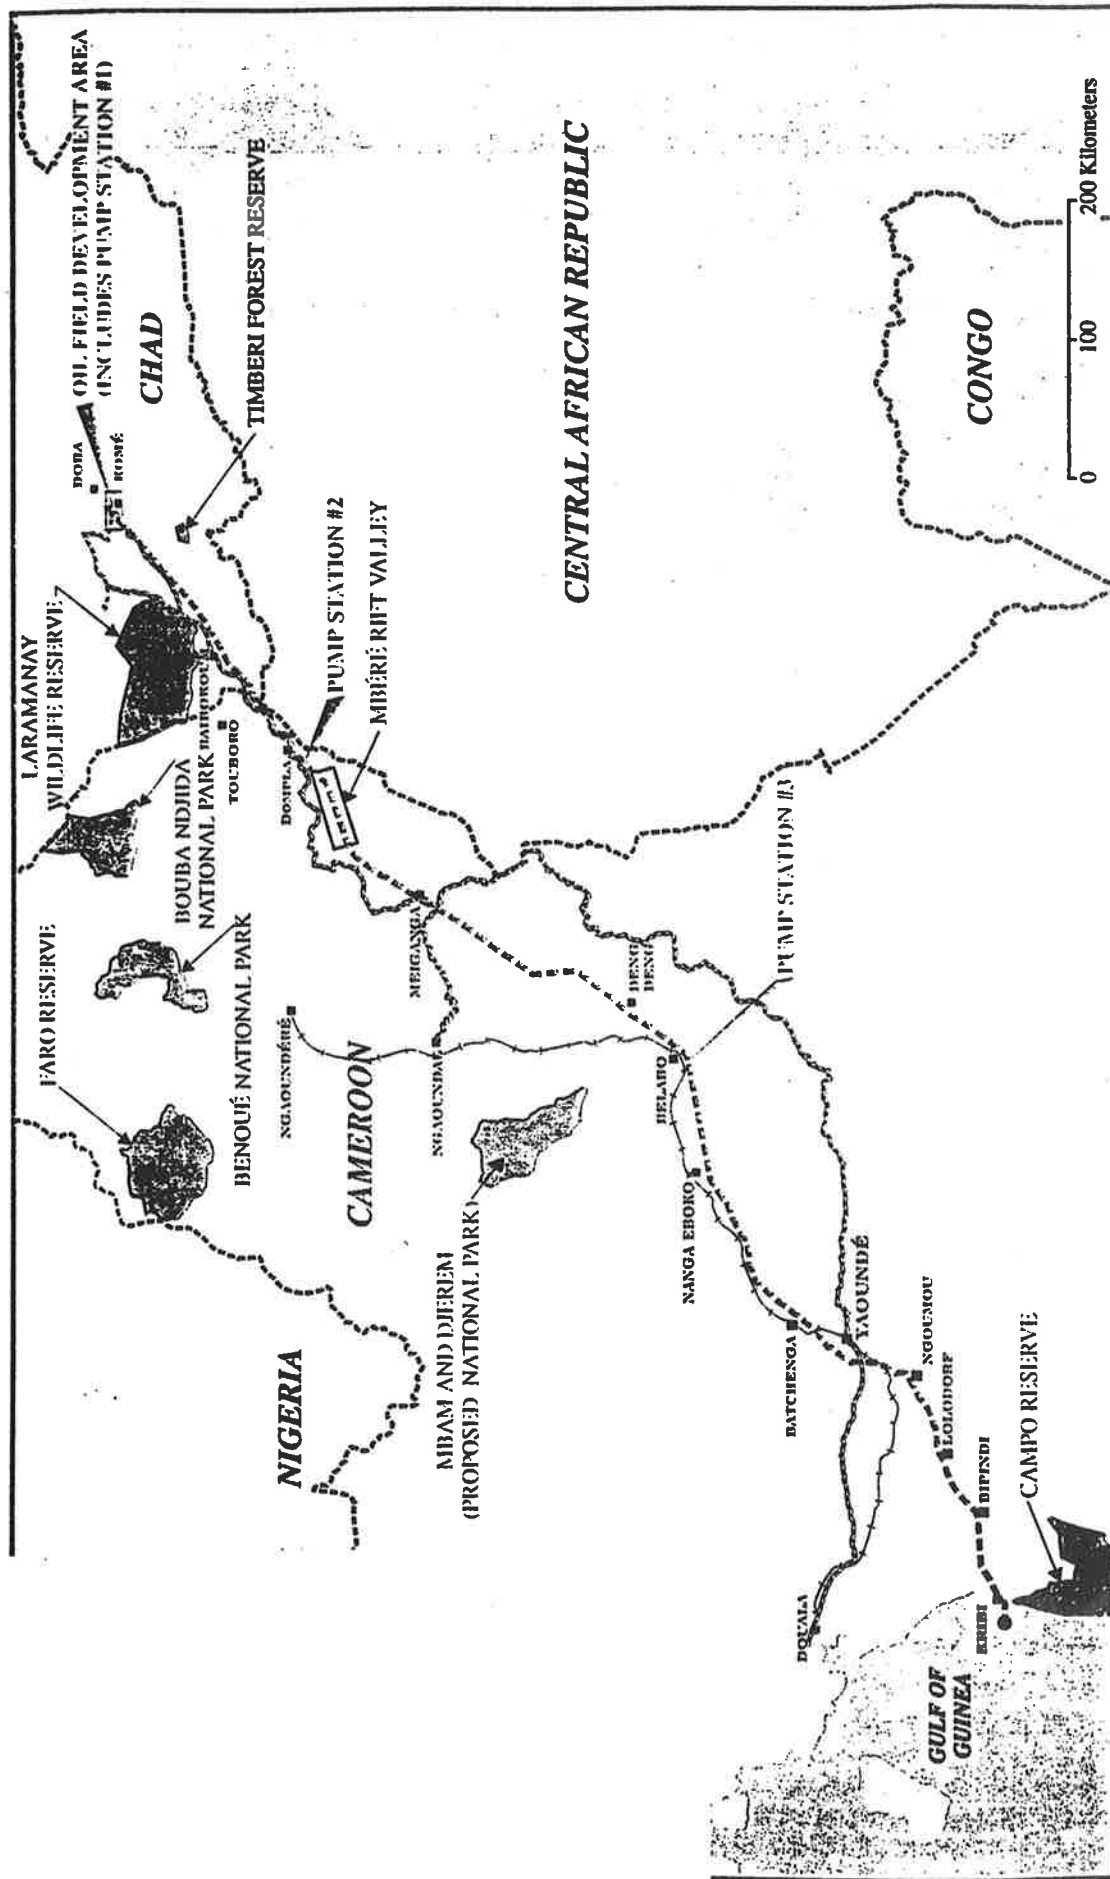 LARAMANAY
WILDLIFE RESERVE
OIL FIELD DEVELOPMENT AREA
(INCLUDES PUMP STATION #1)
DOBA
KOMÉ
CHAD
TIMBERI FOREST RESERVE
FARO RESERVE
BOUBA NDJIDA
NATIONAL PARK
BENOUÉ NATIONAL PARK
TOUBORO
DOMPLA
PUMP STATION #2
MBÉRÉ RIFT VALLEY
NIGERIA
NGAOUNDÉRÉ
CAMEROON
MEIGANGA
NGAOUNDAL
MBAM AND DJEREM
(PROPOSED NATIONAL PARK)
CENTRAL AFRICAN REPUBLIC
DENG
DENG
BELABO
NANGA EBOKO
PUMP STATION #3
BATCHENGA
YAOUNDÉ
DOUALA
NGOUMOU
LOLODORF
BIPINDI
KRIBI
CAMPO RESERVE
GULF OF
GUINEA
CONGO
0 100 200 Kilometers